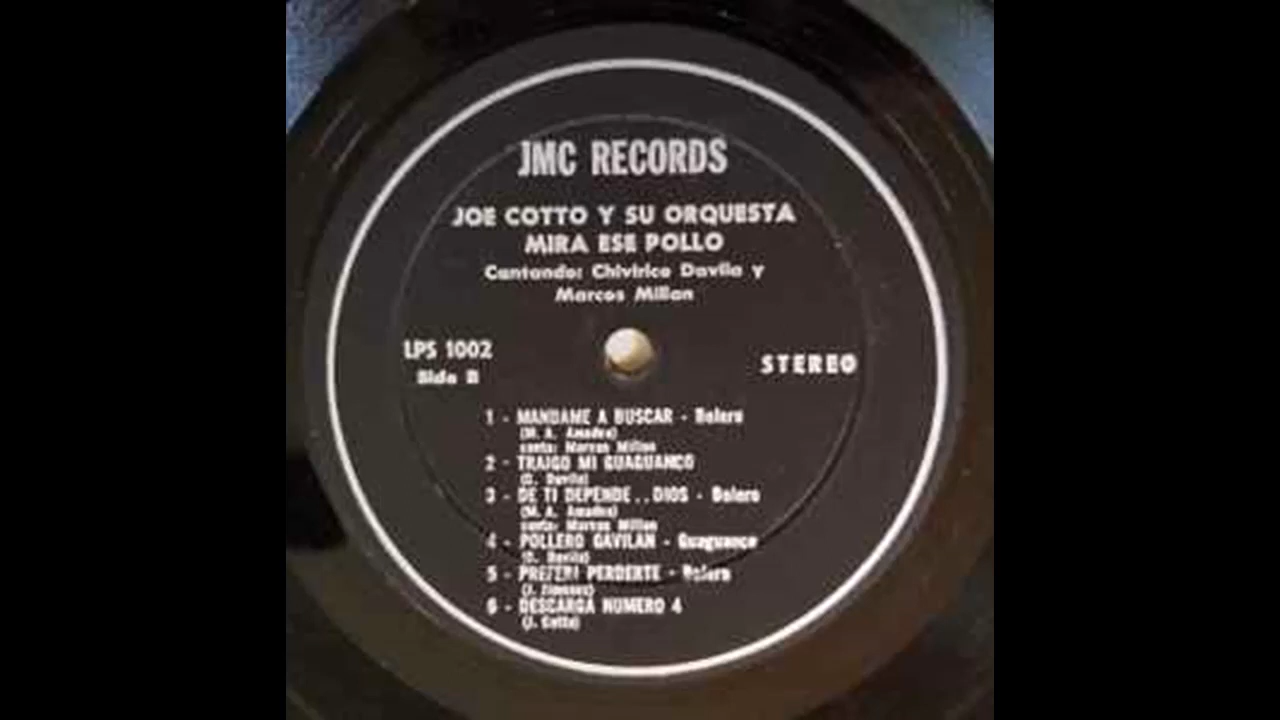 JMC RECORDS
JOE COTTO Y SU ORQUESTA
MIRA ESE POLLO
Cantando: Chivirico Davila y
Marcos Millan
LPS 1002
Side B
STEREO
1 - MANDAME A BUSCAR - Bolero
(M. A. Amadeo)
canta: Marcos Millan
2 - TRAIGO MI GUAGUANCO
(C. Davila)
3 - DE TI DEPENDE.. DIOS - Bolero
(M. A. Amadeo)
canta: Marcos Millan
4 - POLLERO GAVILAN - Guaguanco
(C. Davila)
5 - PREFERI PERDERTE - Bolero
(J. Jimenez)
6 - DESCARGA NUMERO 4
(J. Cotto)